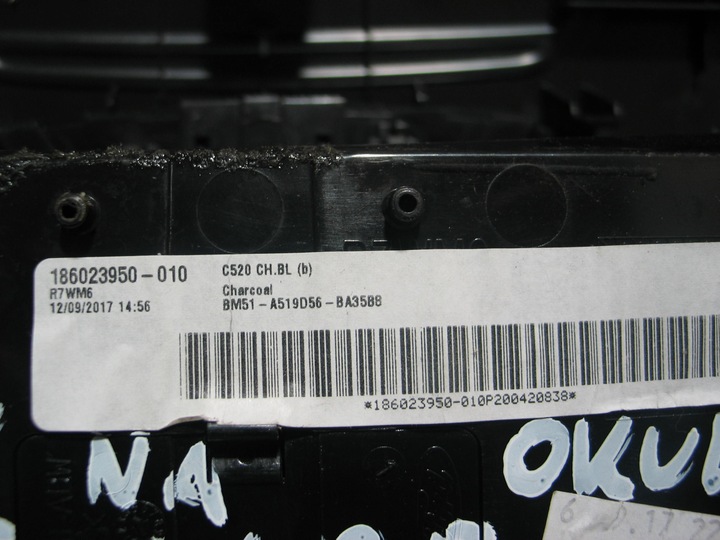 186023950-010
R7WM6
12/09/2017 14:56
C520 CH.BL (b)
Charcoal
BM51-A519D56-BA35B8
*186023950-010P200420838*
NA
OKU